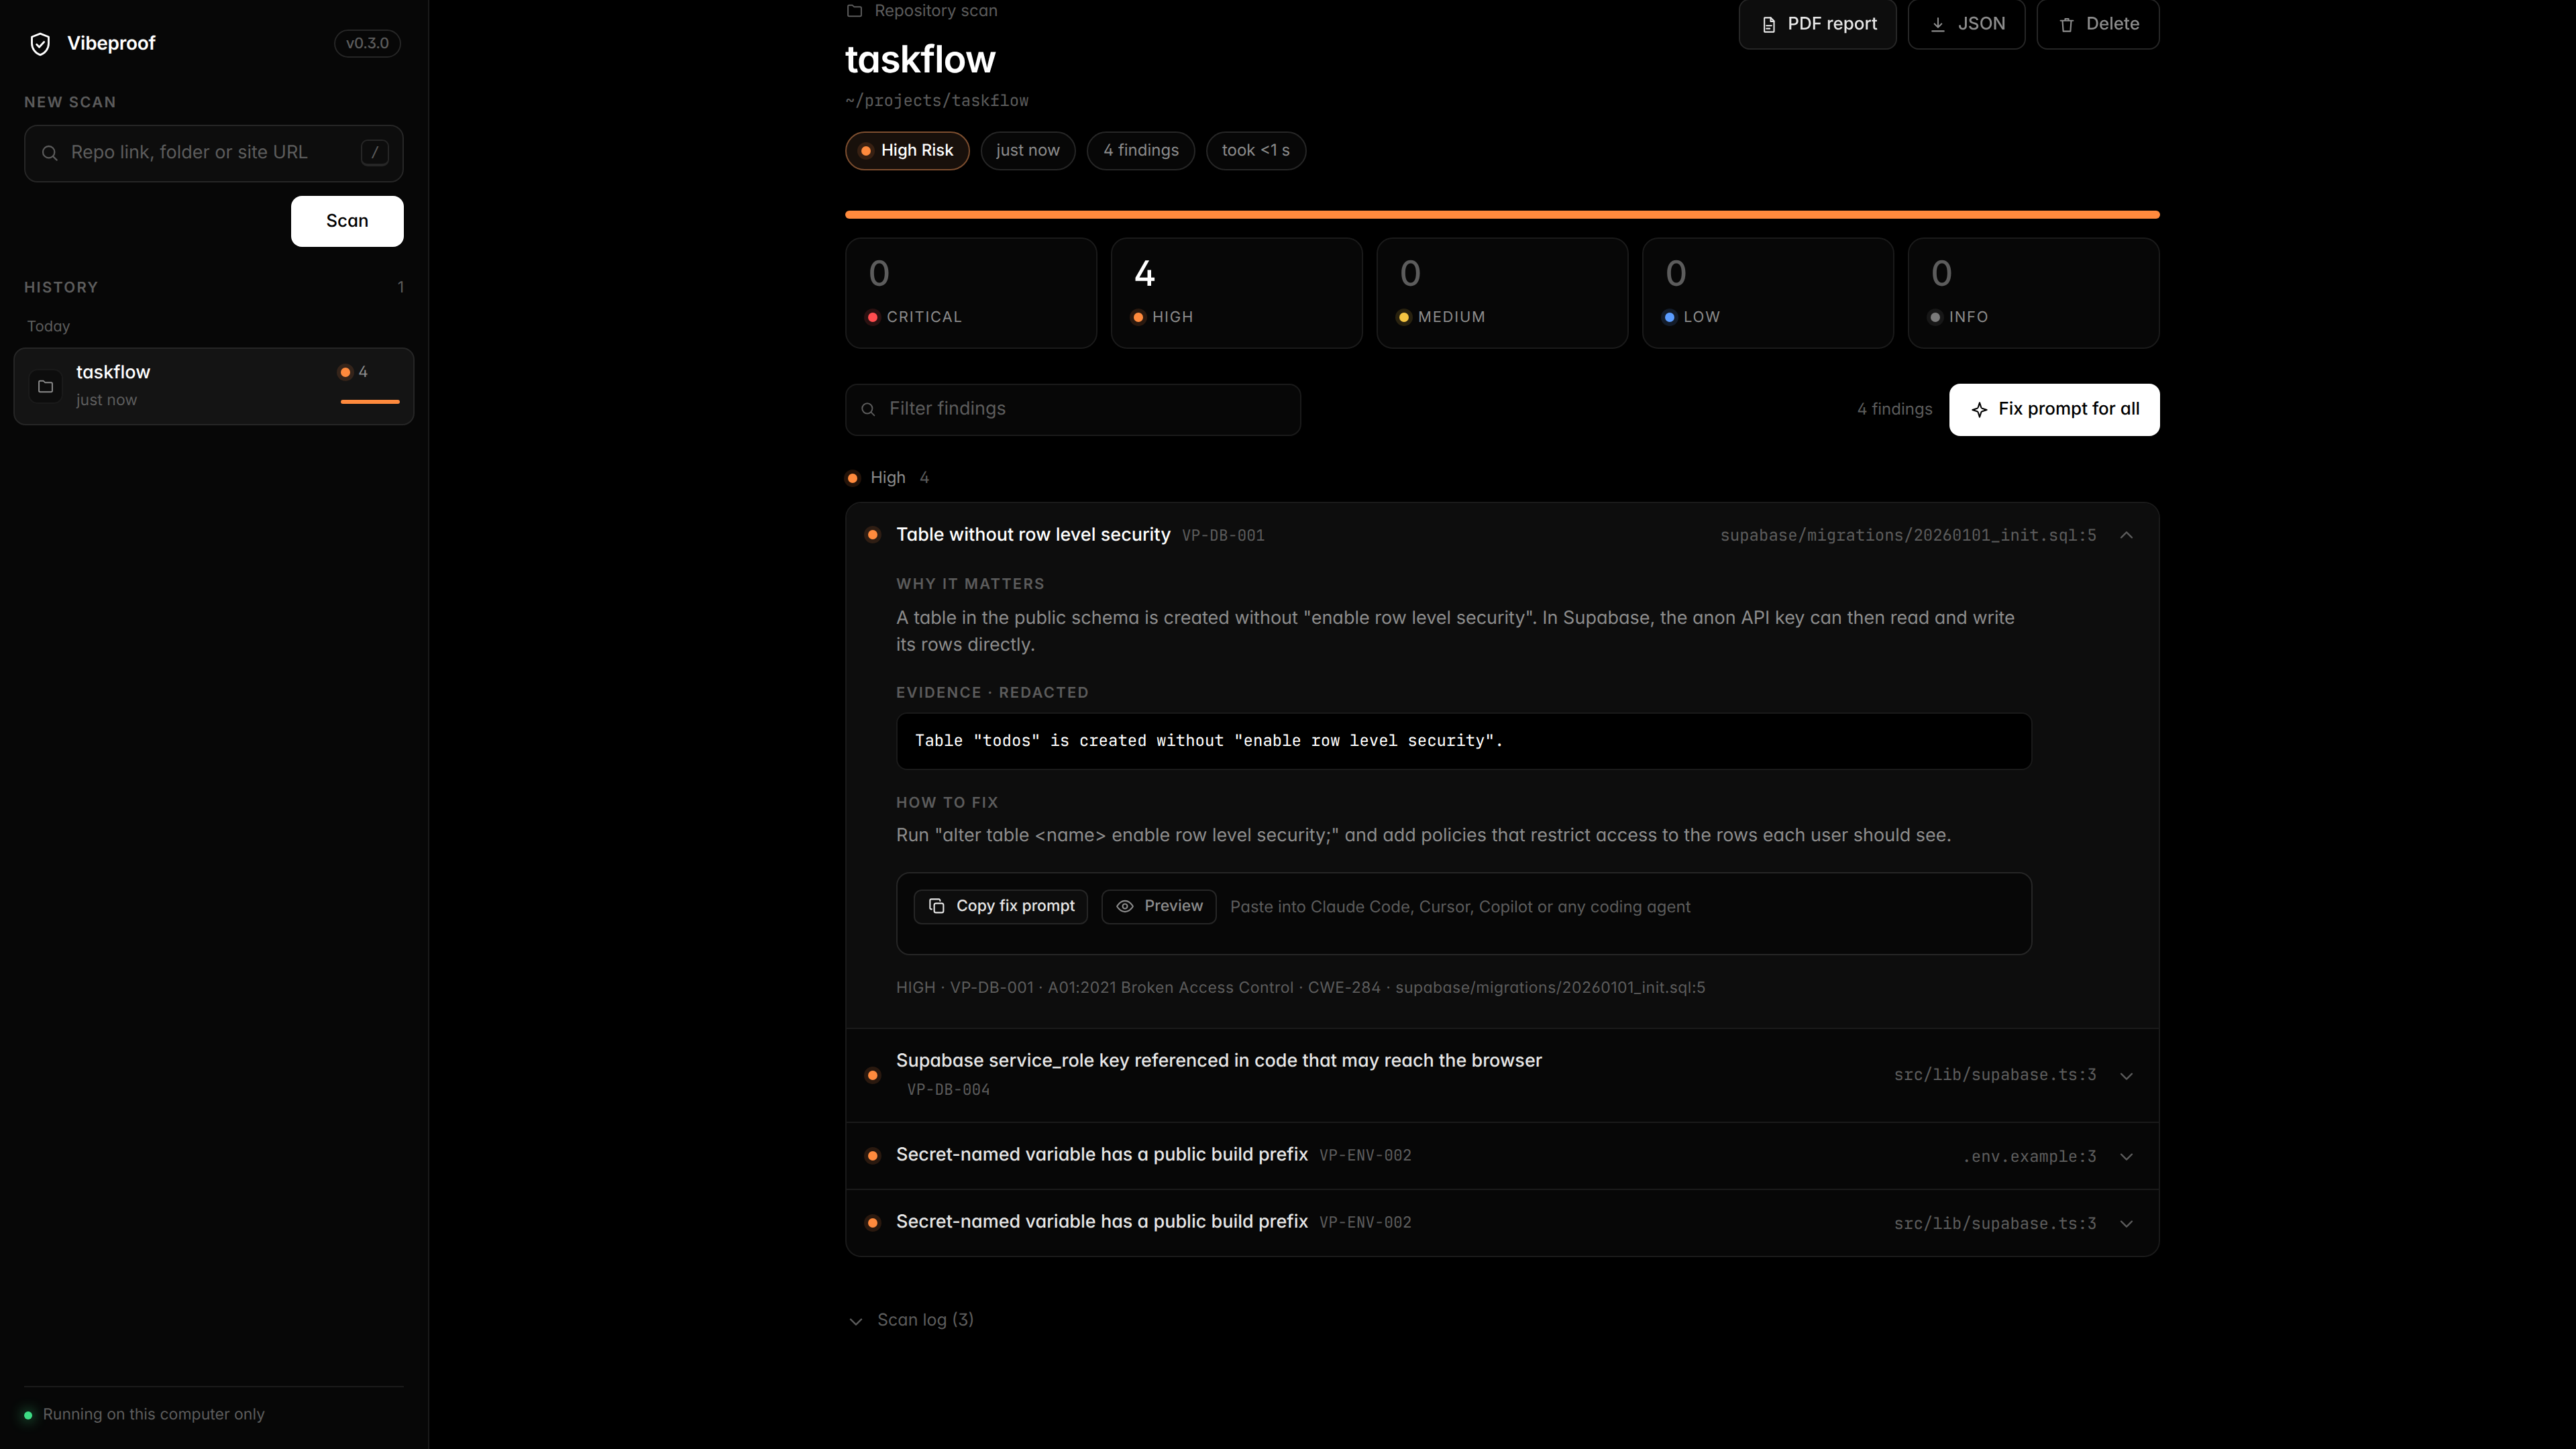 Vibeproof
v0.3.0
NEW SCAN
Repo link, folder or site URL
/
Scan
HISTORY
1
Today
taskflow
4
just now
Running on this computer only
Repository scan
PDF report
JSON
Delete
taskflow
~/projects/taskflow
High Risk
just now
4 findings
took <1 s
0
CRITICAL
4
HIGH
0
MEDIUM
0
LOW
0
INFO
Filter findings
4 findings
Fix prompt for all
High 4
Table without row level security VP-DB-001
supabase/migrations/20260101_init.sql:5
WHY IT MATTERS
A table in the public schema is created without "enable row level security". In Supabase, the anon API key can then read and write
its rows directly.
EVIDENCE · REDACTED
Table "todos" is created without "enable row level security".
HOW TO FIX
Run "alter table <name> enable row level security;" and add policies that restrict access to the rows each user should see.
Copy fix prompt
Preview
Paste into Claude Code, Cursor, Copilot or any coding agent
HIGH · VP-DB-001 · A01:2021 Broken Access Control · CWE-284 · supabase/migrations/20260101_init.sql:5
Supabase service_role key referenced in code that may reach the browser
VP-DB-004
src/lib/supabase.ts:3
Secret-named variable has a public build prefix VP-ENV-002
.env.example:3
Secret-named variable has a public build prefix VP-ENV-002
src/lib/supabase.ts:3
Scan log (3)